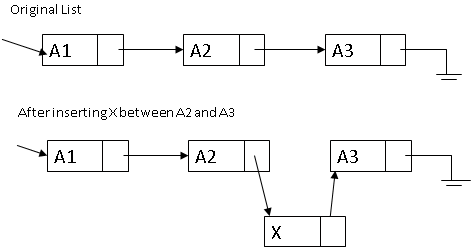 Original List
A1 A2 A3
After inserting X between A2 and A3
A1 A2 A3
X